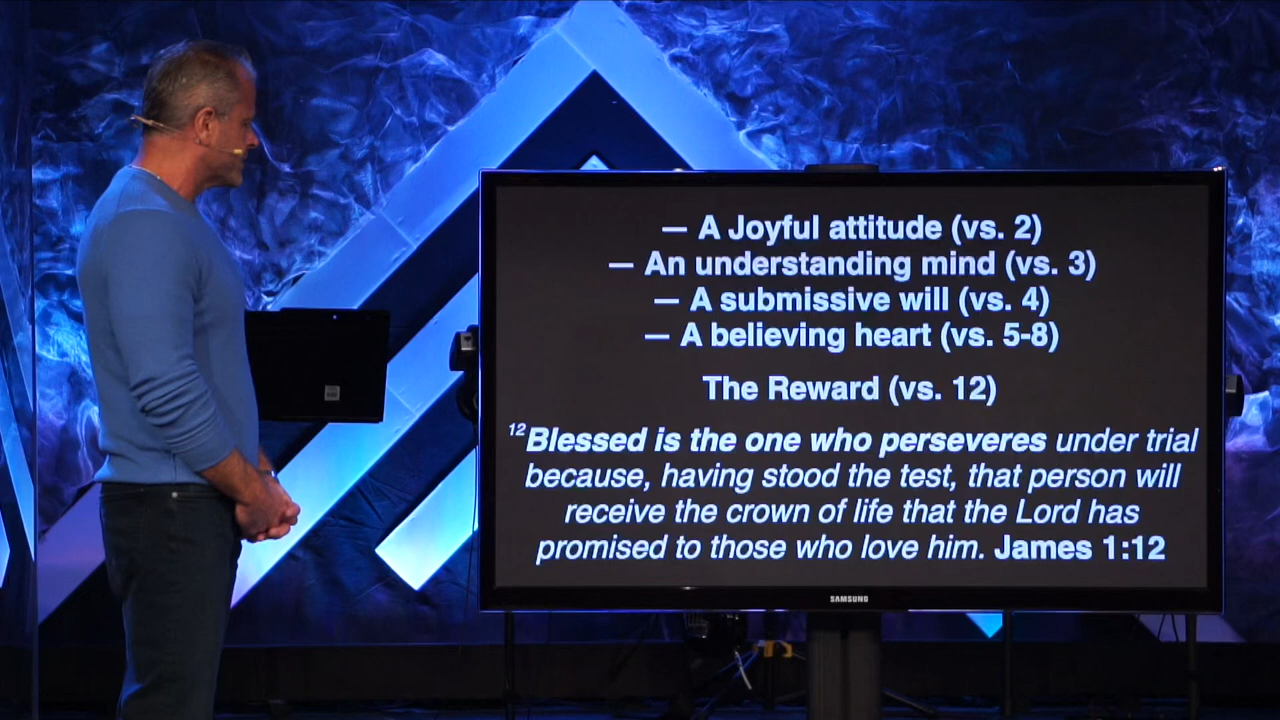 — A Joyful attitude (vs. 2)
— An understanding mind (vs. 3)
— A submissive will (vs. 4)
— A believing heart (vs. 5-8)
The Reward (vs. 12)
12 Blessed is the one who perseveres under trial
because, having stood the test, that person will
receive the crown of life that the Lord has
promised to those who love him. James 1:12
SAMSUNG